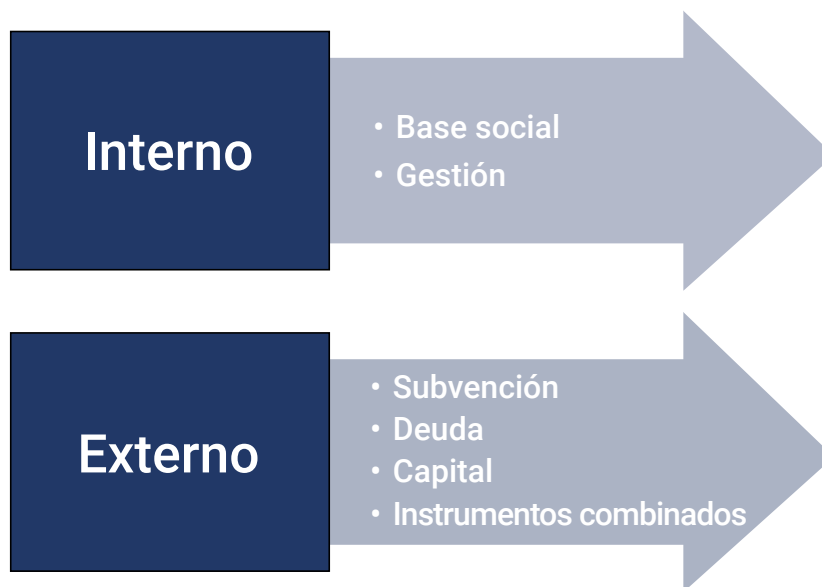 Interno
• Base social
• Gestión
Externo
• Subvención
• Deuda
• Capital
• Instrumentos combinados